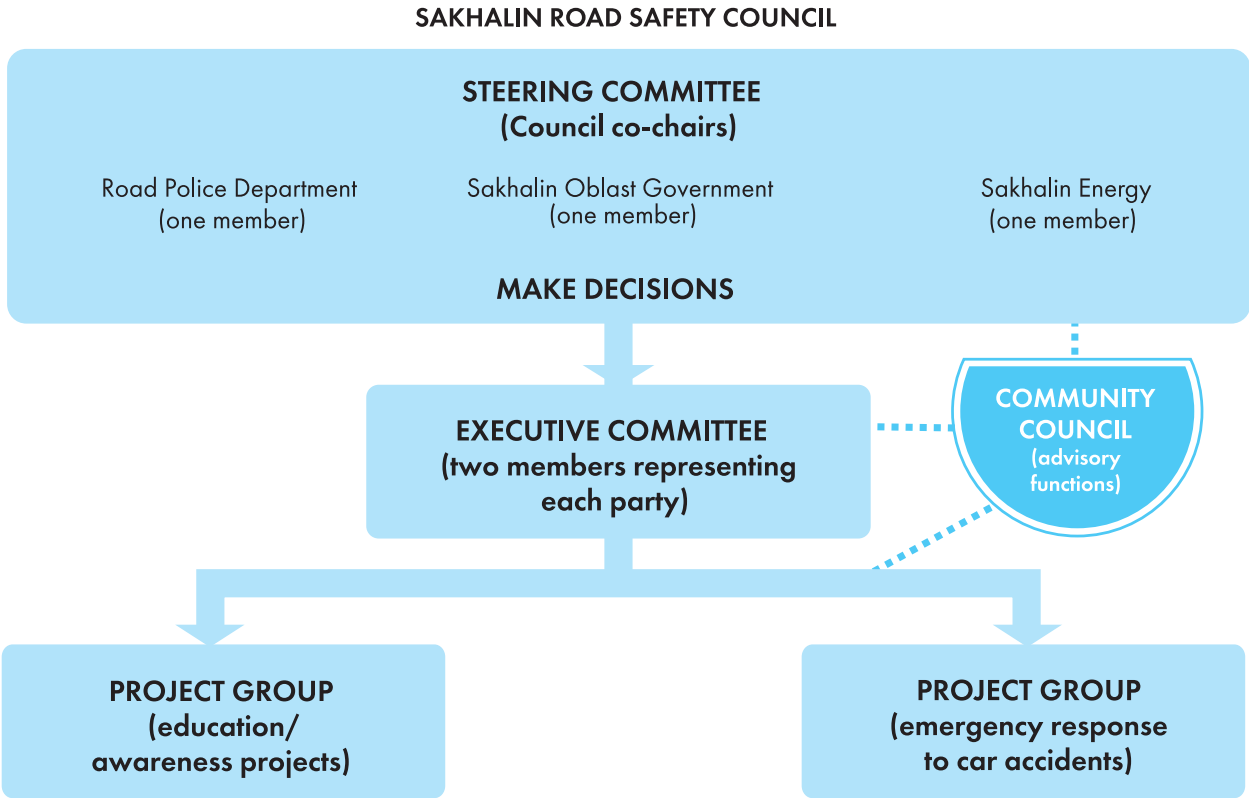 SAKHALIN ROAD SAFETY COUNCIL
STEERING COMMITTEE
(Council co-chairs)
Road Police Department
(one member)
Sakhalin Oblast Government
(one member)
Sakhalin Energy
(one member)
MAKE DECISIONS
EXECUTIVE COMMITTEE
(two members representing
each party)
COMMUNITY
COUNCIL
(advisory
functions)
PROJECT GROUP
(education/
awareness projects)
PROJECT GROUP
(emergency response
to car accidents)